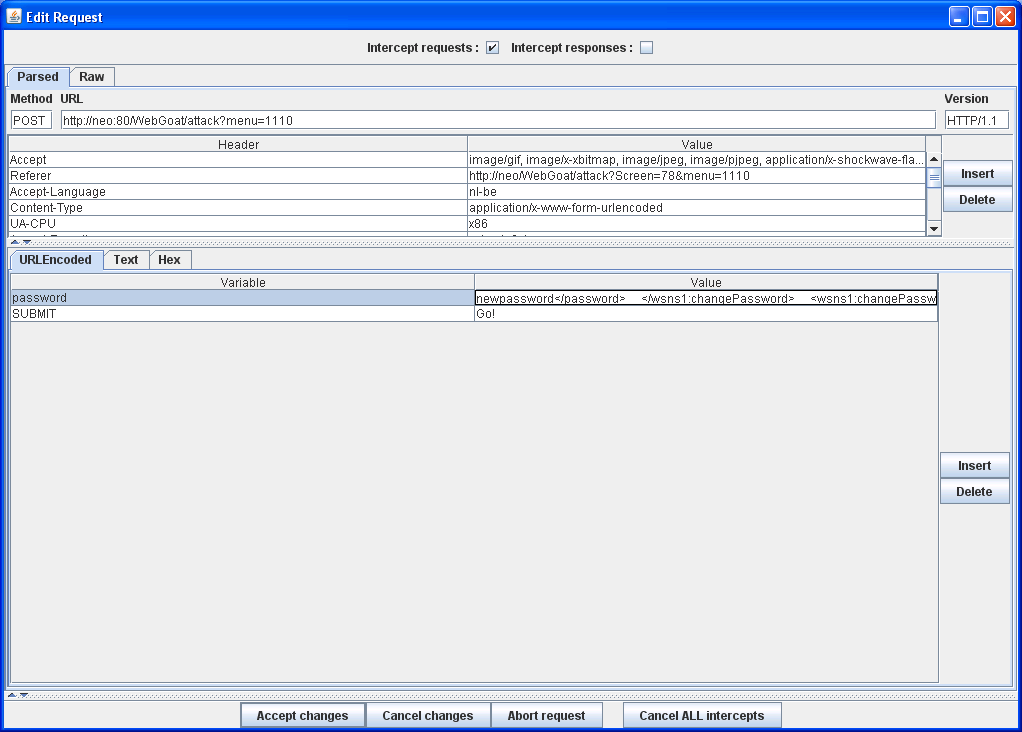 Edit Request
Intercept requests : Intercept responses :
Parsed Raw
Method URL Version
POST http://neo:80/WebGoat/attack?menu=1110 HTTP/1.1
Header Value
Accept image/gif, image/x-xbitmap, image/jpeg, image/pjpeg, application/x-shockwave-fla...
Referer http://neo/WebGoat/attack?Screen=78&menu=1110
Insert
Accept-Language nl-be
Delete
Content-Type application/x-www-form-urlencoded
UA-CPU x86
URLEncoded Text Hex
Variable Value
password newpassword</password> </wsns1:changePassword> <wsns1:changePassw
SUBMIT Go!
Insert
Delete
Accept changes Cancel changes Abort request Cancel ALL intercepts